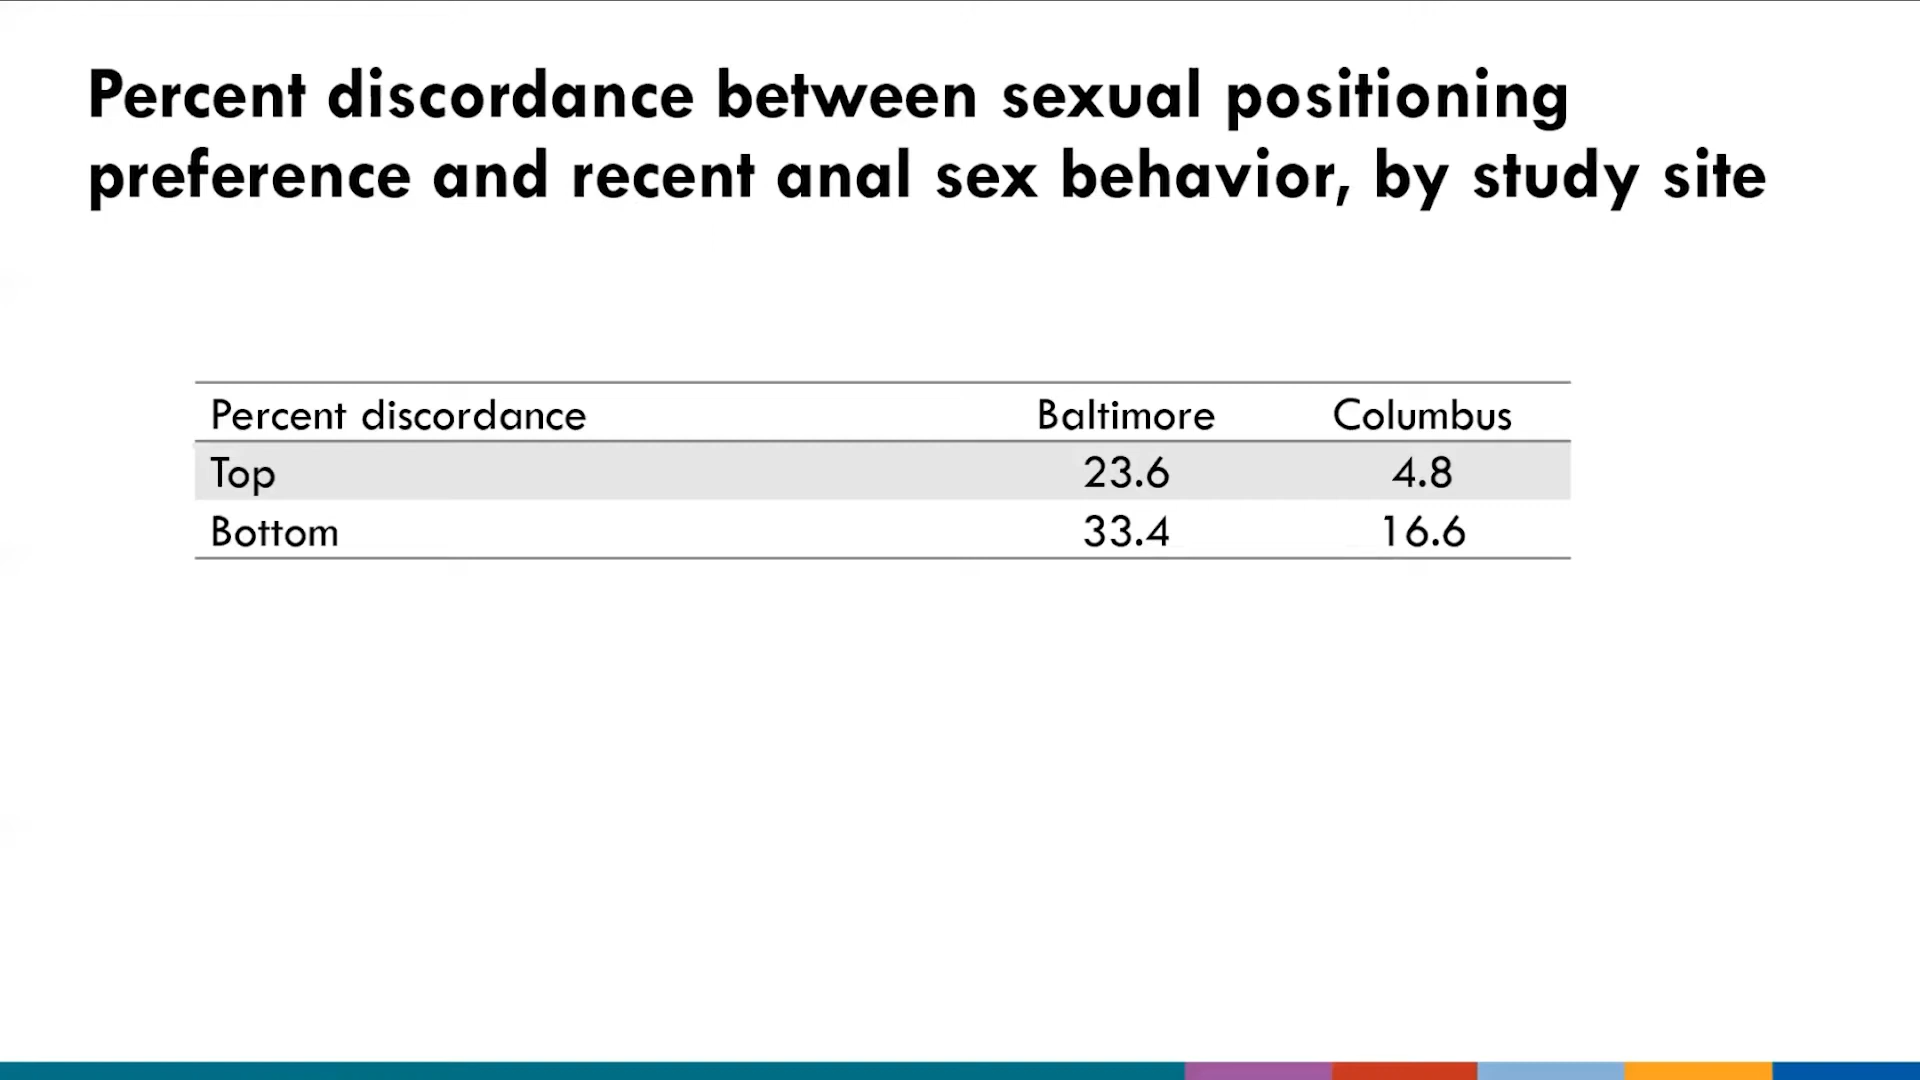 Percent discordance between sexual positioning
preference and recent anal sex behavior, by study site
Percent discordance Baltimore Columbus
Top 23.6 4.8
Bottom 33.4 16.6